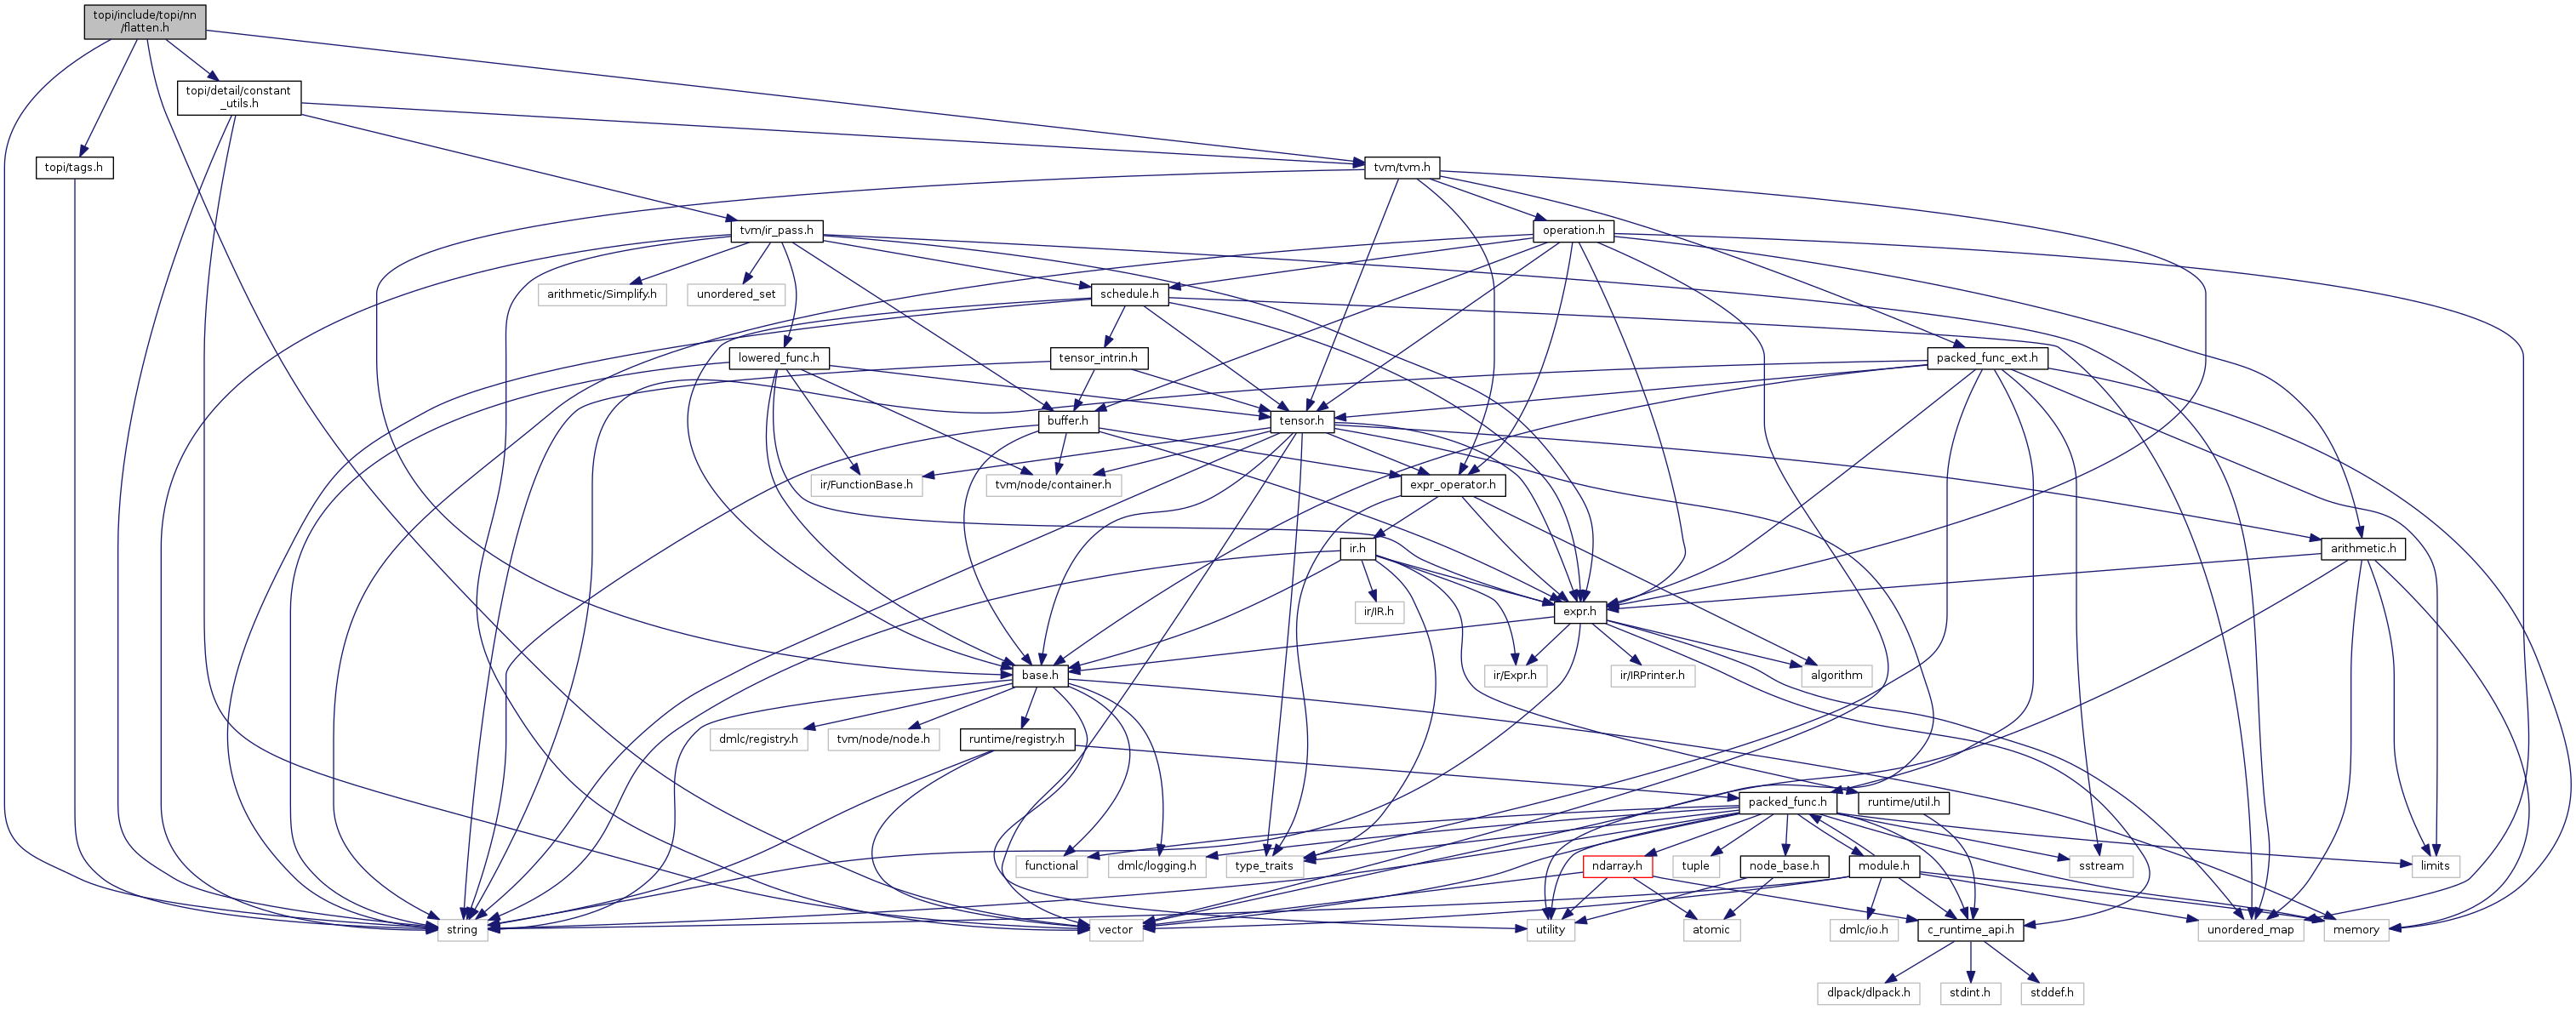 topi/include/topi/nn
/flatten.h
topi/detail/constant
_utils.h
topi/tags.h
tvm/tvm.h
tvm/ir_pass.h
operation.h
arithmetic/Simplify.h
unordered_set
schedule.h
lowered_func.h
tensor_intrin.h
packed_func_ext.h
buffer.h
tensor.h
ir/FunctionBase.h
tvm/node/container.h
expr_operator.h
ir.h
arithmetic.h
ir/IR.h
expr.h
base.h
ir/Expr.h
ir/IRPrinter.h
algorithm
dmlc/registry.h
tvm/node/node.h
runtime/registry.h
packed_func.h
runtime/util.h
functional
dmlc/logging.h
type_traits
ndarray.h
tuple
node_base.h
module.h
sstream
limits
string
vector
utility
atomic
dmlc/io.h
c_runtime_api.h
unordered_map
memory
dlpack/dlpack.h
stdint.h
stddef.h